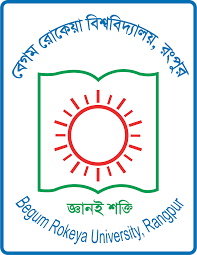 বেগম রোকেয়া বিশ্ববিদ্যালয়, রংপুর
জ্ঞানই শক্তি
Begum Rokeya University, Rangpur